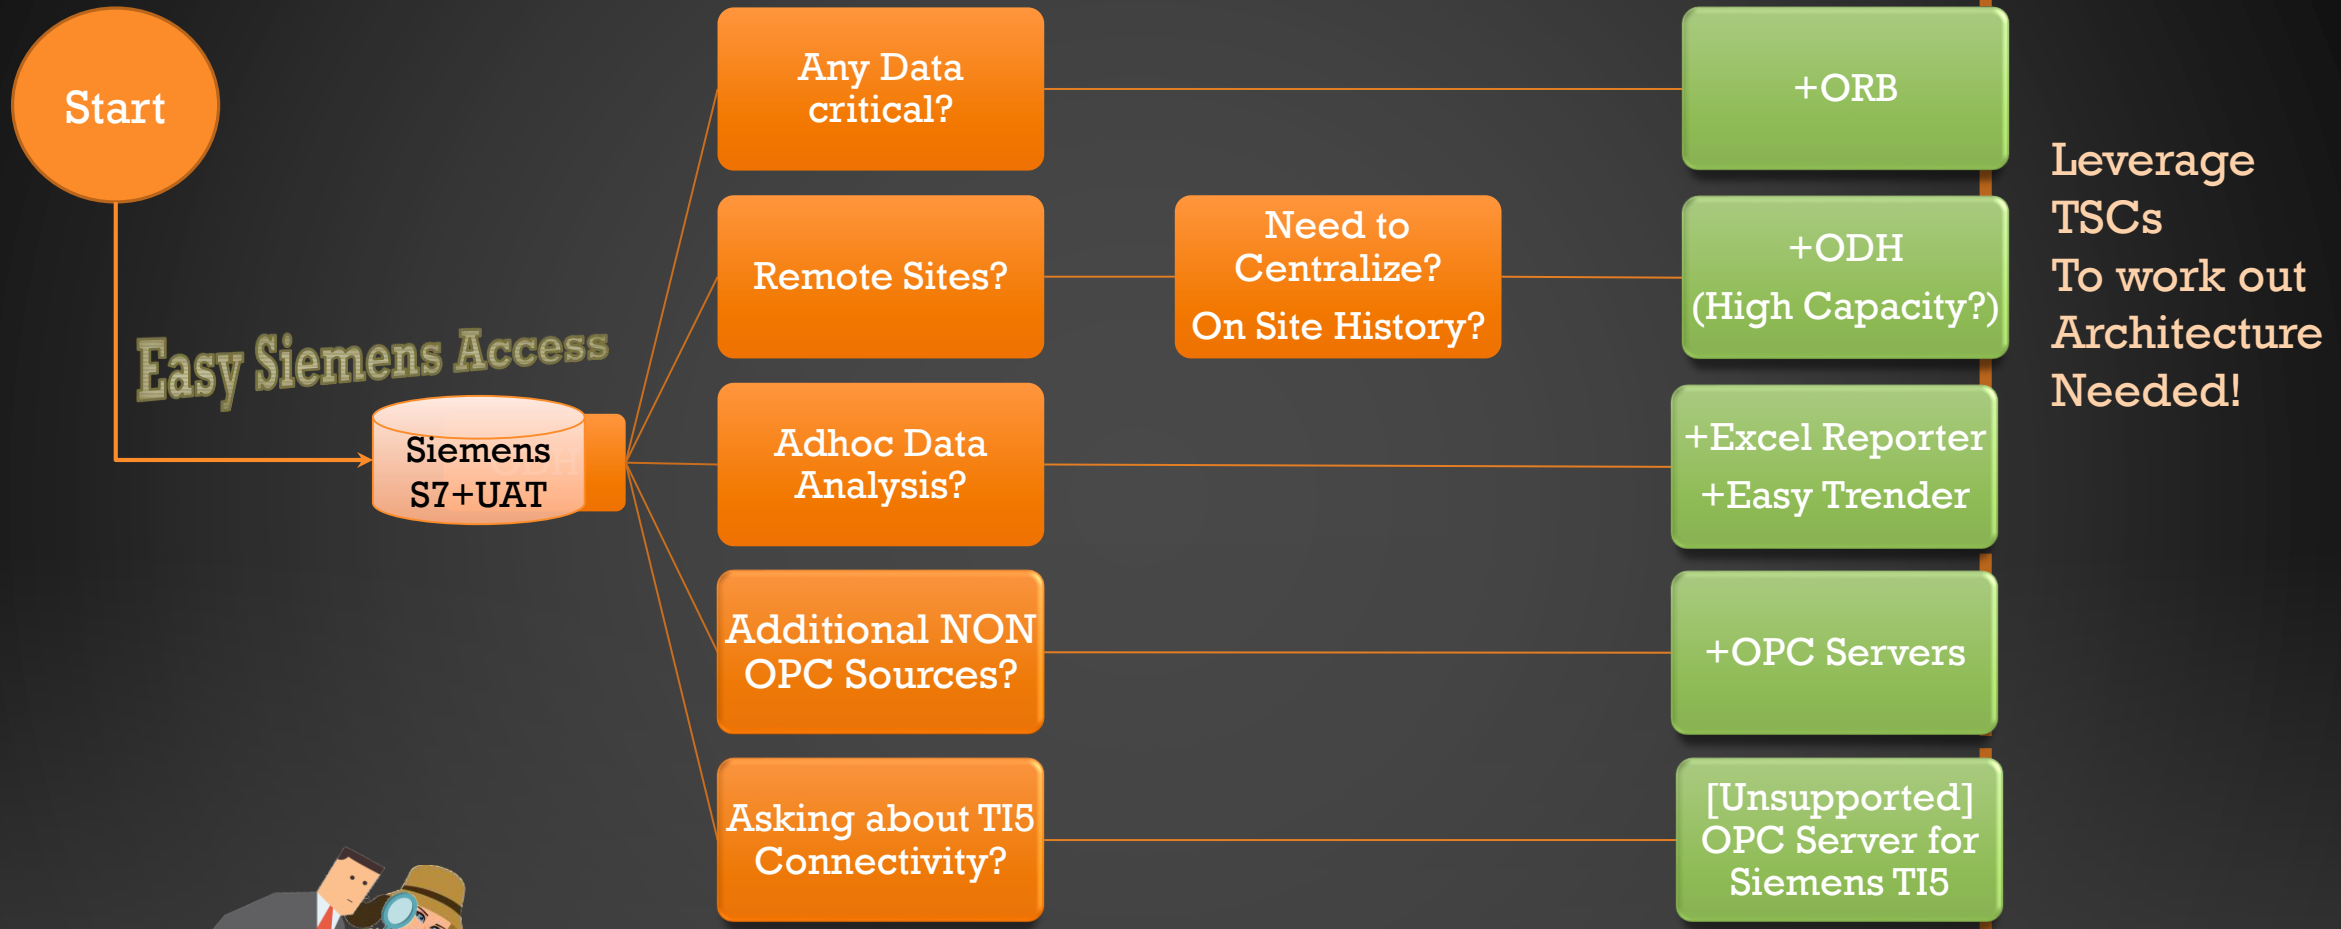 Start
Easy Siemens Access
Siemens
S7+UAT
Any Data
critical?
+ORB
Remote Sites?
Need to
Centralize?
On Site History?
+ODH
(High Capacity?)
Adhoc Data
Analysis?
+Excel Reporter
+Easy Trender
Additional NON
OPC Sources?
+OPC Servers
Asking about TI5
Connectivity?
[Unsupported]
OPC Server for
Siemens TI5
Leverage
TSCs
To work out
Architecture
Needed!